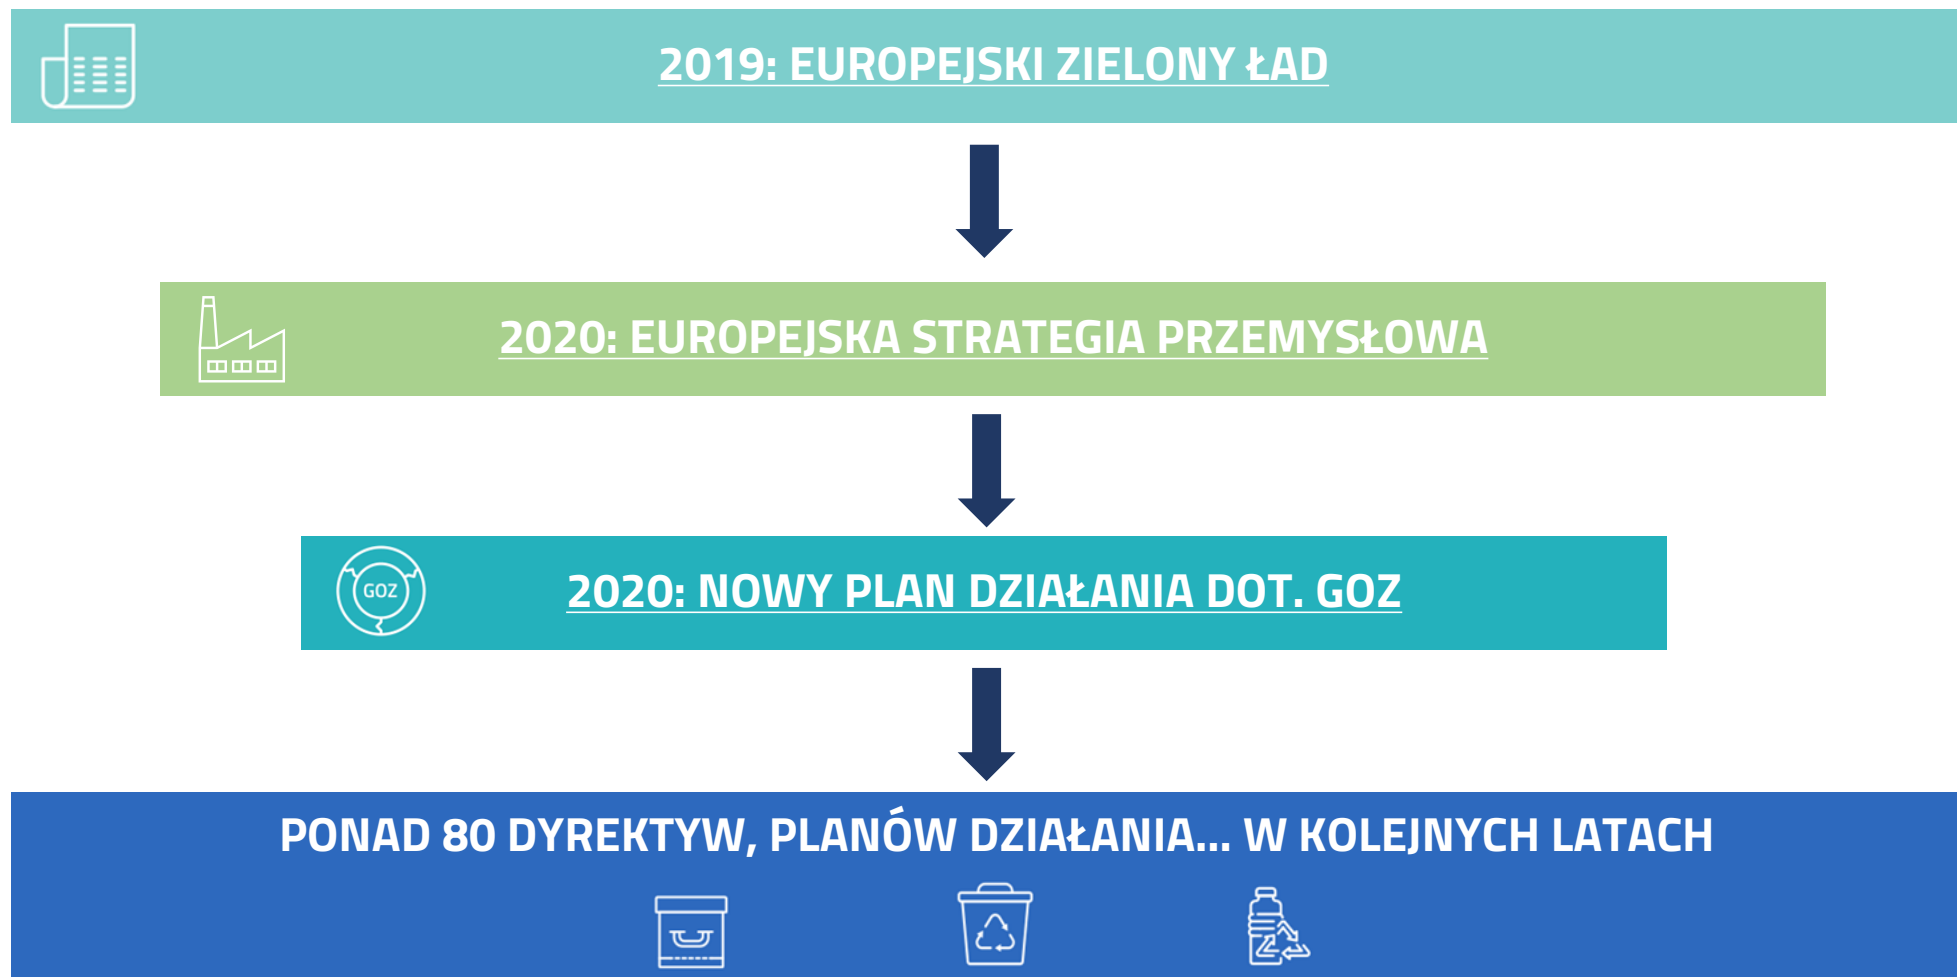 2019: EUROPEJSKI ZIELONY ŁAD
2020: EUROPEJSKA STRATEGIA PRZEMYSŁOWA
GOZ
2020: NOWY PLAN DZIAŁANIA DOT. GOZ
PONAD 80 DYREKTYW, PLANÓW DZIAŁANIA... W KOLEJNYCH LATACH